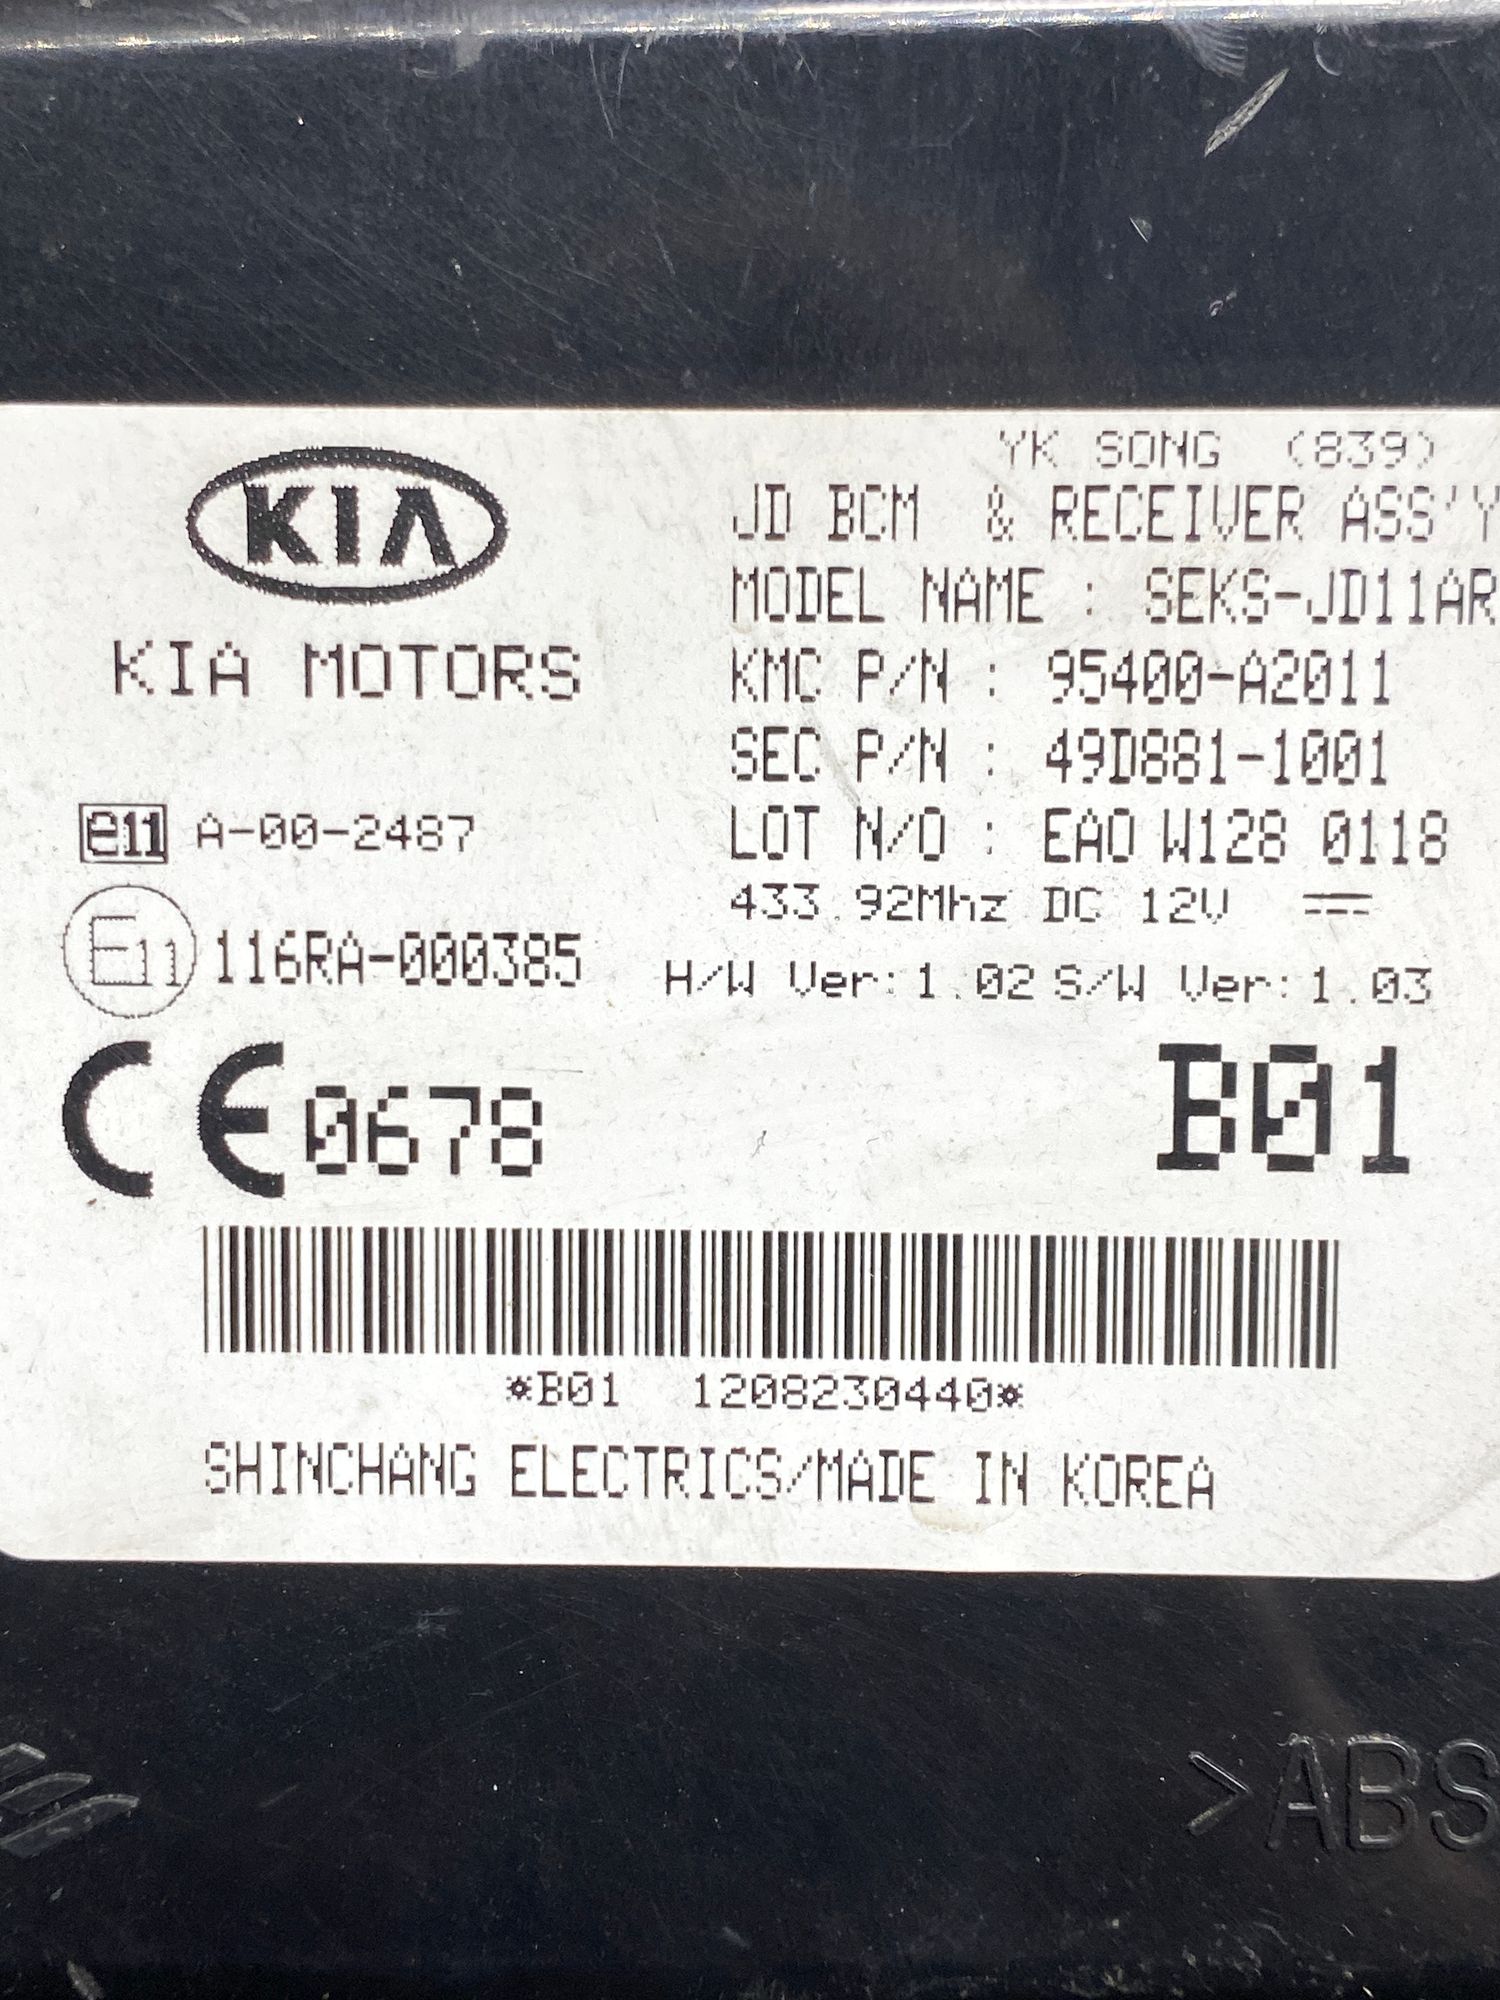 YK SONG (839)
KIA
JD BCM & RECEIVER ASS'Y
MODEL NAME : SEKS-JD11AR
KIA MOTORS
KMC P/N : 95400-A2011
SEC P/N : 49D881-1001
e11 A-00-2487
LOT N/O : EAO W128 0118
433.92Mhz DC 12V
E11 116RA-000385
H/W Ver:1.02 S/W Ver:1.03
CE 0678
B01
*B01 1208230440*
SHINCHANG ELECTRICS/MADE IN KOREA
>ABS